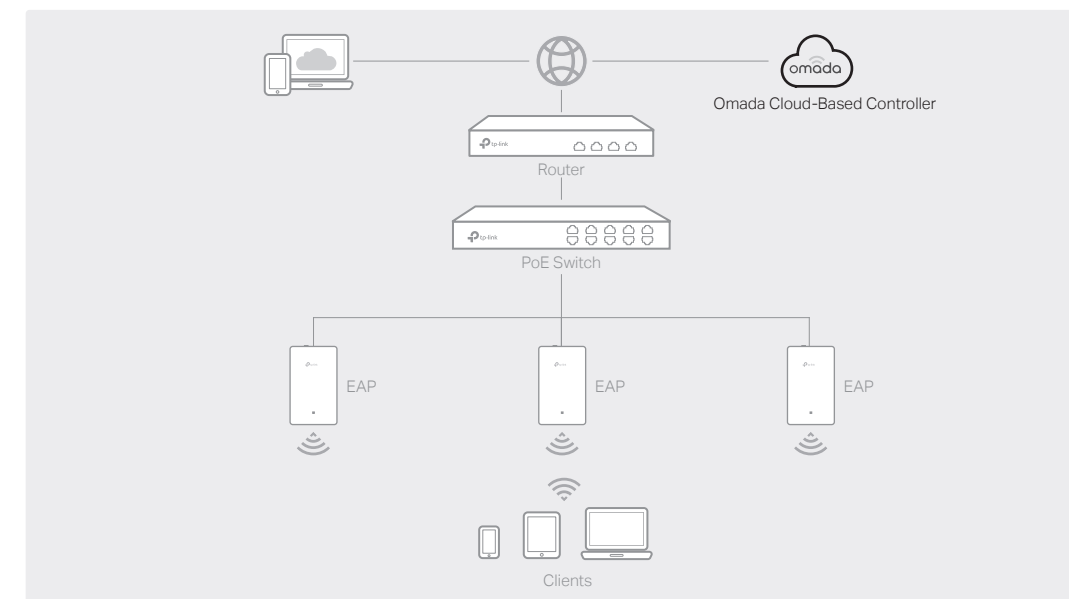 omada
Omada Cloud-Based Controller
tp-link
Router
tp-link
PoE Switch
EAP
EAP
EAP
Clients